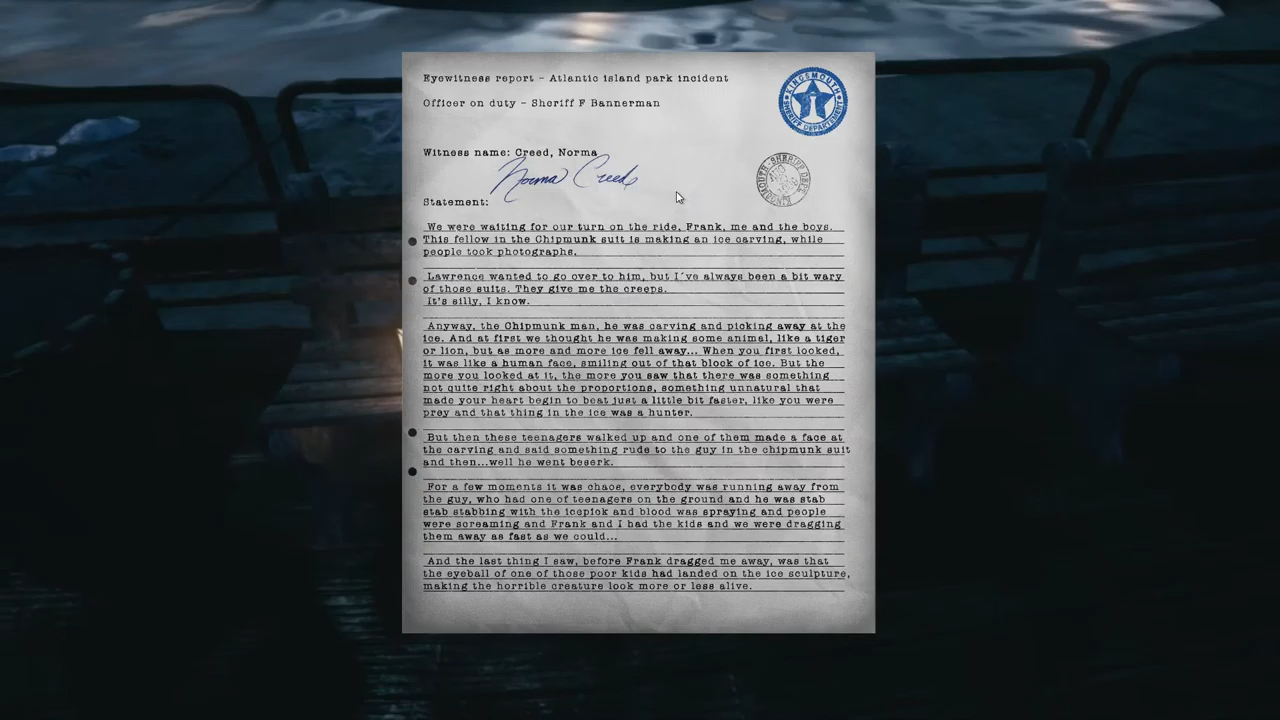 Eyewitness report - Atlantic island park incident
Officer on duty - Sheriff F Bannerman
KINGSMOUTH
SHERIFF DEPARTMENT
Witness name: Creed, Norma
Norma Creed
Statement:
We were waiting for our turn on the ride, Frank, me and the boys.
This fellow in the Chipmunk suit is making an ice carving, while
people took photographs.
Lawrence wanted to go over to him, but I've always been a bit wary
of those suits. They give me the creeps.
It's silly, I know.
Anyway, the Chipmunk man, he was carving and picking away at the
ice. And at first we thought he was making some animal, like a tiger
or lion, but as more and more ice fell away... When you first looked,
it was like a human face, smiling out of that block of ice. But the
more you looked at it, the more you saw that there was something
not quite right about the proportions, something unnatural that
made your heart begin to beat just a little bit faster, like you were
prey and that thing in the ice was a hunter.
But then these teenagers walked up and one of them made a face at
the carving and said something rude to the guy in the chipmunk suit
and then...well he went beserk.
For a few moments it was chaos, everybody was running away from
the guy, who had one of teenagers on the ground and he was stab
stab stabbing with the icepick and blood was spraying and people
were screaming and Frank and I had the kids and we were dragging
them away as fast as we could...
And the last thing I saw, before Frank dragged me away, was that
the eyeball of one of those poor kids had landed on the ice sculpture,
making the horrible creature look more or less alive.